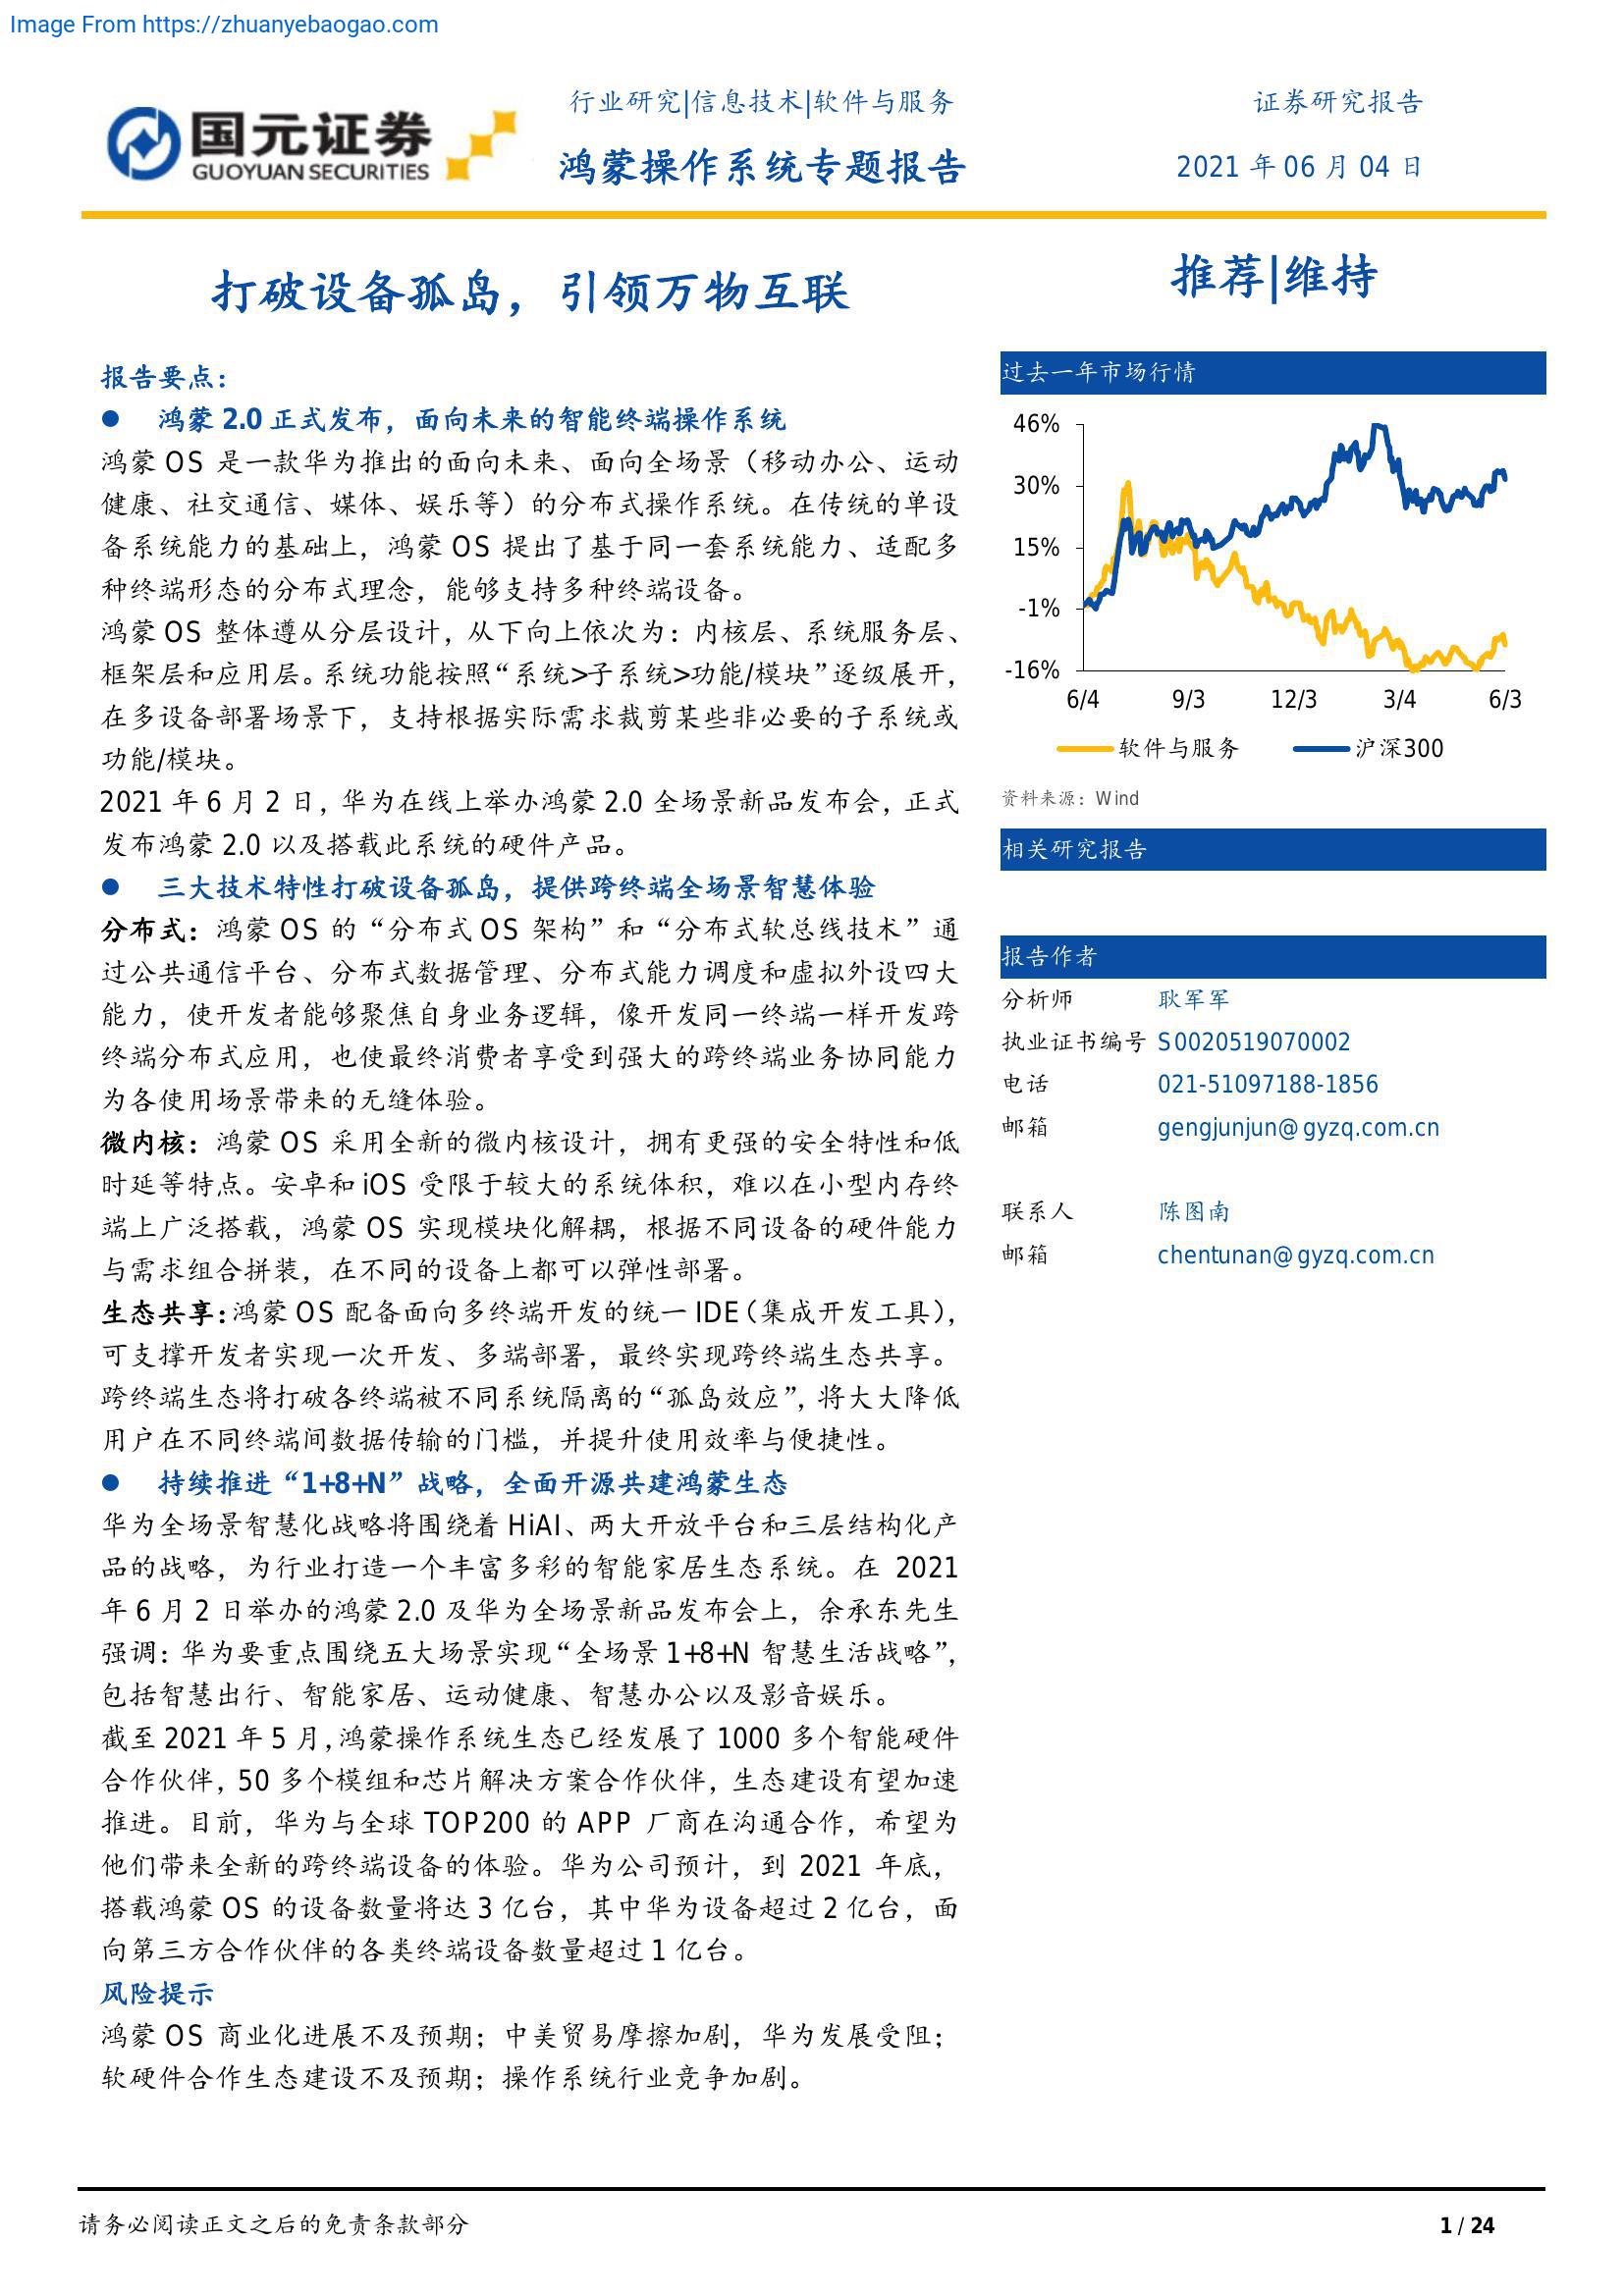 Image From https://zhuanyebaogao.com
国元证券
GUOYUAN SECURITIES
行业研究|信息技术|软件与服务
鸿蒙操作系统专题报告
证券研究报告
2021 年 06 月 04 日
打破设备孤岛，引领万物互联
报告要点：
● 鸿蒙 2.0 正式发布，面向未来的智能终端操作系统
鸿蒙 OS 是一款华为推出的面向未来、面向全场景（移动办公、运动
健康、社交通信、媒体、娱乐等）的分布式操作系统。在传统的单设
备系统能力的基础上，鸿蒙 OS 提出了基于同一套系统能力、适配多
种终端形态的分布式理念，能够支持多种终端设备。
鸿蒙 OS 整体遵从分层设计，从下向上依次为：内核层、系统服务层、
框架层和应用层。系统功能按照“系统>子系统>功能/模块”逐级展开，
在多设备部署场景下，支持根据实际需求裁剪某些非必要的子系统或
功能/模块。
2021 年 6 月 2 日，华为在线上举办鸿蒙 2.0 全场景新品发布会，正式
发布鸿蒙 2.0 以及搭载此系统的硬件产品。
● 三大技术特性打破设备孤岛，提供跨终端全场景智慧体验
分布式：鸿蒙 OS 的“分布式 OS 架构”和“分布式软总线技术”通
过公共通信平台、分布式数据管理、分布式能力调度和虚拟外设四大
能力，使开发者能够聚焦自身业务逻辑，像开发同一终端一样开发跨
终端分布式应用，也使最终消费者享受到强大的跨终端业务协同能力
为各使用场景带来的无缝体验。
微内核：鸿蒙 OS 采用全新的微内核设计，拥有更强的安全特性和低
时延等特点。安卓和 iOS 受限于较大的系统体积，难以在小型内存终
端上广泛搭载，鸿蒙 OS 实现模块化解耦，根据不同设备的硬件能力
与需求组合拼装，在不同的设备上都可以弹性部署。
生态共享：鸿蒙 OS 配备面向多终端开发的统一 IDE（集成开发工具），
可支撑开发者实现一次开发、多端部署，最终实现跨终端生态共享。
跨终端生态将打破各终端被不同系统隔离的“孤岛效应”，将大大降低
用户在不同终端间数据传输的门槛，并提升使用效率与便捷性。
● 持续推进“1+8+N”战略，全面开源共建鸿蒙生态
华为全场景智慧化战略将围绕着 HiAI、两大开放平台和三层结构化产
品的战略，为行业打造一个丰富多彩的智能家居生态系统。在 2021
年 6 月 2 日举办的鸿蒙 2.0 及华为全场景新品发布会上，余承东先生
强调：华为要重点围绕五大场景实现“全场景 1+8+N 智慧生活战略”，
包括智慧出行、智能家居、运动健康、智慧办公以及影音娱乐。
截至 2021 年 5 月，鸿蒙操作系统生态已经发展了 1000 多个智能硬件
合作伙伴，50 多个模组和芯片解决方案合作伙伴，生态建设有望加速
推进。目前，华为与全球 TOP200 的 APP 厂商在沟通合作，希望为
他们带来全新的跨终端设备的体验。华为公司预计，到 2021 年底，
搭载鸿蒙 OS 的设备数量将达 3 亿台，其中华为设备超过 2 亿台，面
向第三方合作伙伴的各类终端设备数量超过 1 亿台。
风险提示
鸿蒙 OS 商业化进展不及预期；中美贸易摩擦加剧，华为发展受阻；
软硬件合作生态建设不及预期；操作系统行业竞争加剧。
推荐|维持
过去一年市场行情
46%
30%
15%
-1%
-16%
6/4 9/3 12/3 3/4 6/3
软件与服务 沪深300
资料来源：Wind
相关研究报告
报告作者
分析师 耿军军
执业证书编号 S0020519070002
电话 021-51097188-1856
邮箱 gengjunjun@gyzq.com.cn
联系人 陈图南
邮箱 chentunan@gyzq.com.cn
请务必阅读正文之后的免责条款部分
1 / 24